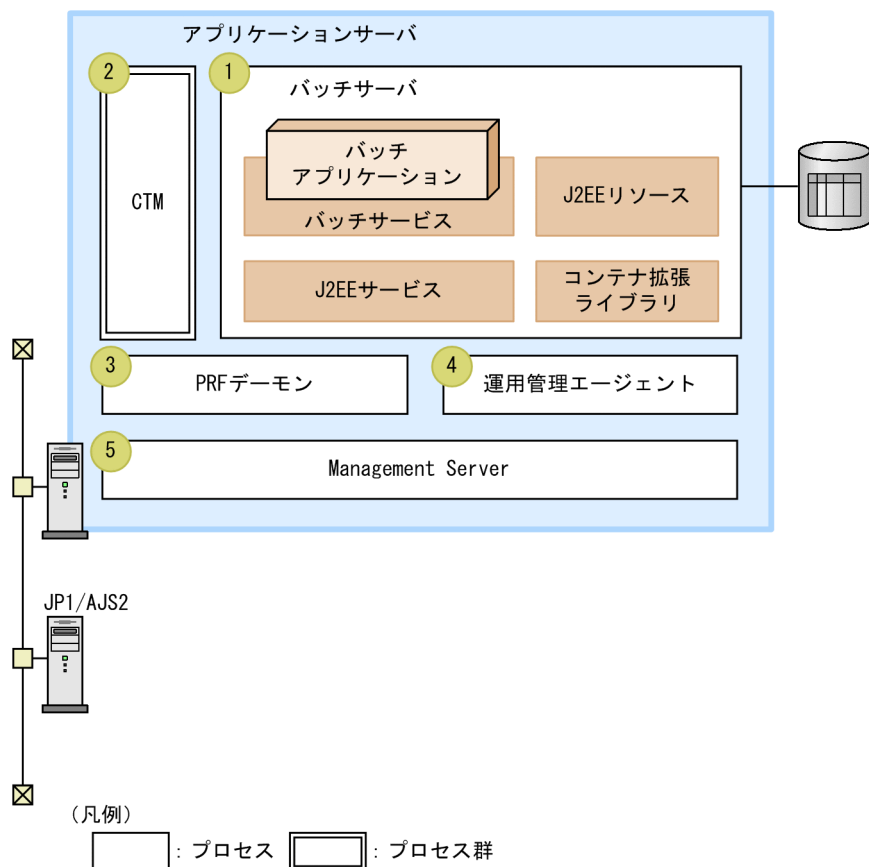 アプリケーションサーバ
2
1
バッチサーバ
バッチ
アプリケーション
CTM
J2EEリソース
バッチサービス
J2EEサービス
コンテナ拡張
ライブラリ
3
PRFデーモン
4
運用管理エージェント
5
Management Server
JP1/AJS2
(凡例)
: プロセス
: プロセス群